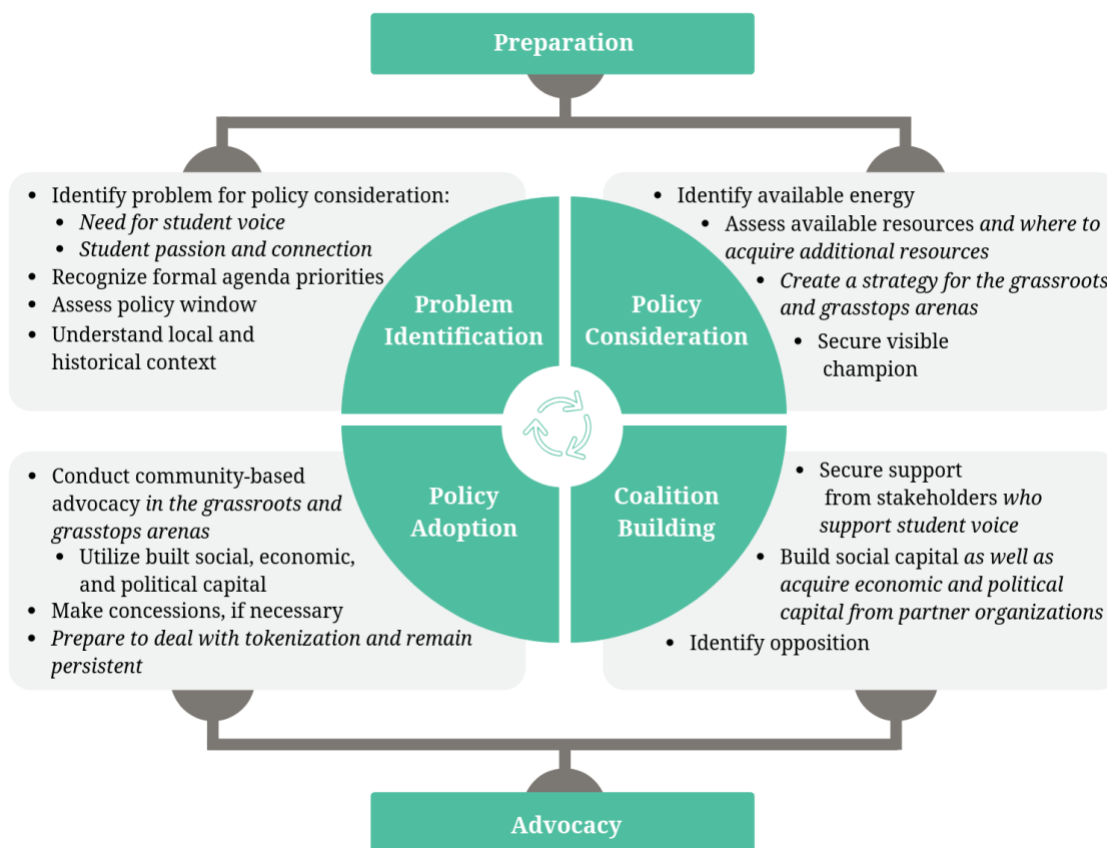 Preparation
• Identify problem for policy consideration:
• Need for student voice
• Student passion and connection
• Recognize formal agenda priorities
• Assess policy window
• Understand local and
historical context
Problem
Identification
Policy
Consideration
• Identify available energy
• Assess available resources and where to
acquire additional resources
• Create a strategy for the grassroots
and grasstops arenas
• Secure visible
champion
• Conduct community-based
advocacy in the grassroots and
grasstops arenas
• Utilize built social, economic,
and political capital
• Make concessions, if necessary
• Prepare to deal with tokenization and remain
persistent
Policy
Adoption
Coalition
Building
• Secure support
from stakeholders who
support student voice
• Build social capital as well as
acquire economic and political
capital from partner organizations
• Identify opposition
Advocacy